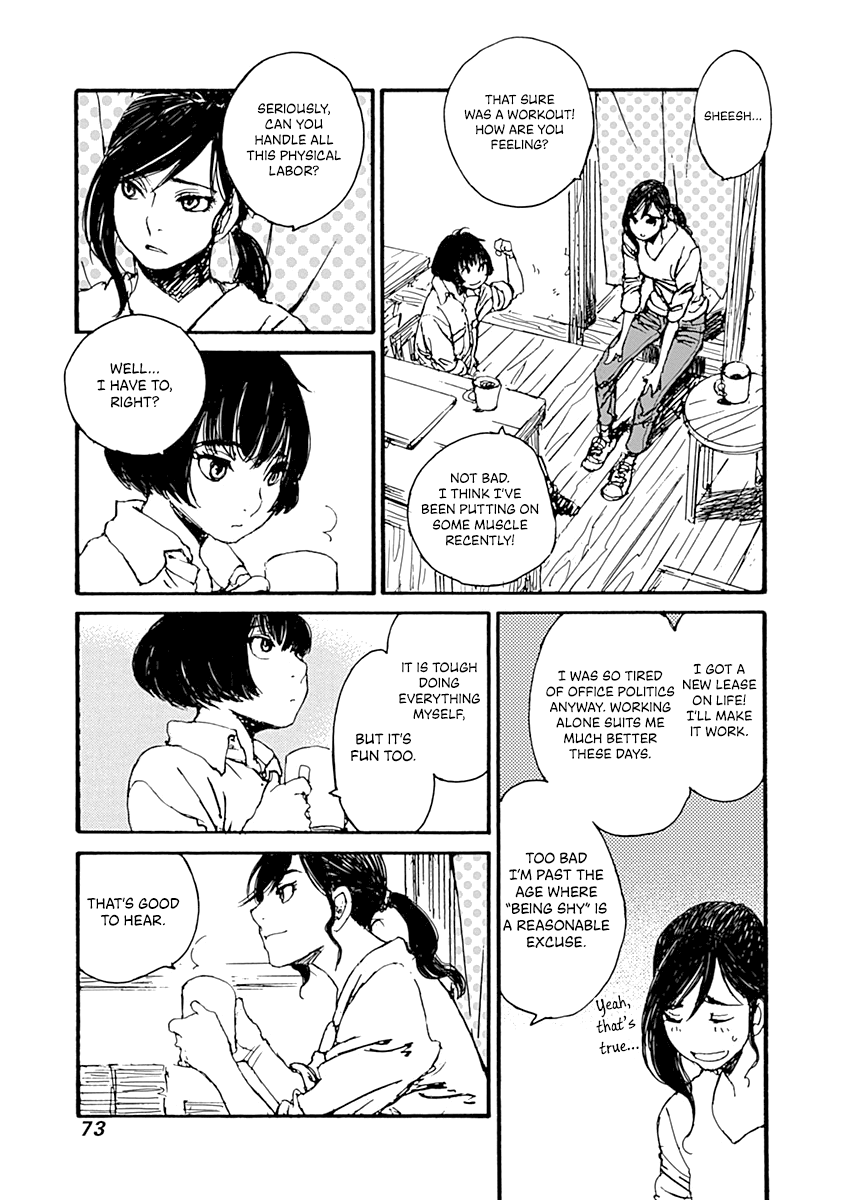 SHEESH...
THAT SURE
WAS A WORKOUT!
HOW ARE YOU
FEELING?
NOT BAD.
I THINK I'VE
BEEN PUTTING ON
SOME MUSCLE
RECENTLY!
SERIOUSLY,
CAN YOU
HANDLE ALL
THIS PHYSICAL
LABOR?
WELL...
I HAVE TO,
RIGHT?
I GOT A
NEW LEASE
ON LIFE!
I'LL MAKE
IT WORK.
I WAS SO TIRED
OF OFFICE POLITICS
ANYWAY. WORKING
ALONE SUITS ME
MUCH BETTER
THESE DAYS.
TOO BAD
I'M PAST THE
AGE WHERE
"BEING SHY" IS
A REASONABLE
EXCUSE.
Yeah,
that's
true...
IT IS TOUGH
DOING
EVERYTHING
MYSELF,
BUT IT'S
FUN TOO.
THAT'S GOOD
TO HEAR.
73